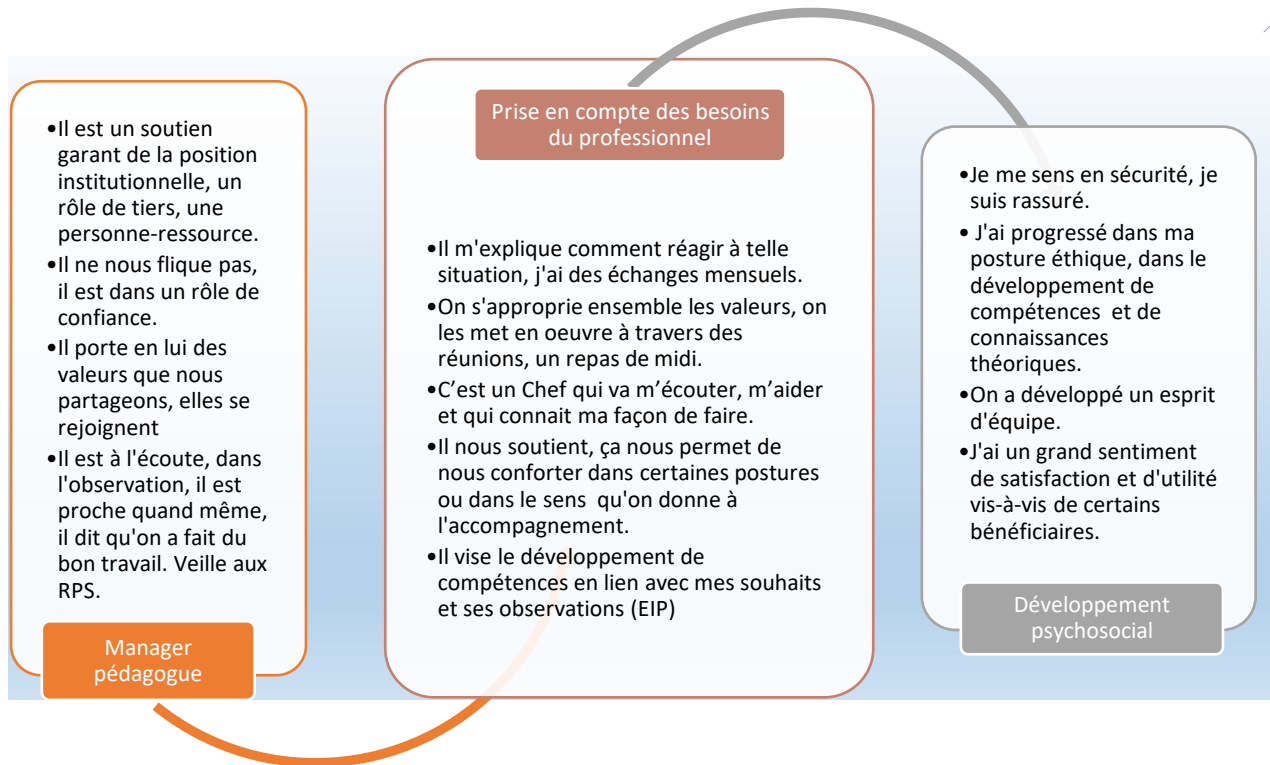 •Il est un soutien
garant de la position
institutionnelle, un
rôle de tiers, une
personne-ressource.
•Il ne nous flique pas,
il est dans un rôle de
confiance.
•Il porte en lui des
valeurs que nous
partageons, elles se
rejoignent
•Il est à l'écoute, dans
l'observation, il est
proche quand même,
il dit qu'on a fait du
bon travail. Veille aux
RPS.
Manager
pédagogue
Prise en compte des besoins
du professionnel
•Il m'explique comment réagir à telle
situation, j'ai des échanges mensuels.
•On s'approprie ensemble les valeurs, on
les met en oeuvre à travers des
réunions, un repas de midi.
•C’est un Chef qui va m’écouter, m’aider
et qui connait ma façon de faire.
•Il nous soutient, ça nous permet de
nous conforter dans certaines postures
ou dans le sens qu'on donne à
l'accompagnement.
•Il vise le développement de
compétences en lien avec mes souhaits
et ses observations (EIP)
•Je me sens en sécurité, je
suis rassuré.
• J'ai progressé dans ma
posture éthique, dans le
développement de
compétences et de
connaissances
théoriques.
•On a développé un esprit
d'équipe.
•J'ai un grand sentiment
de satisfaction et d'utilité
vis-à-vis de certains
bénéficiaires.
Développement
psychosocial